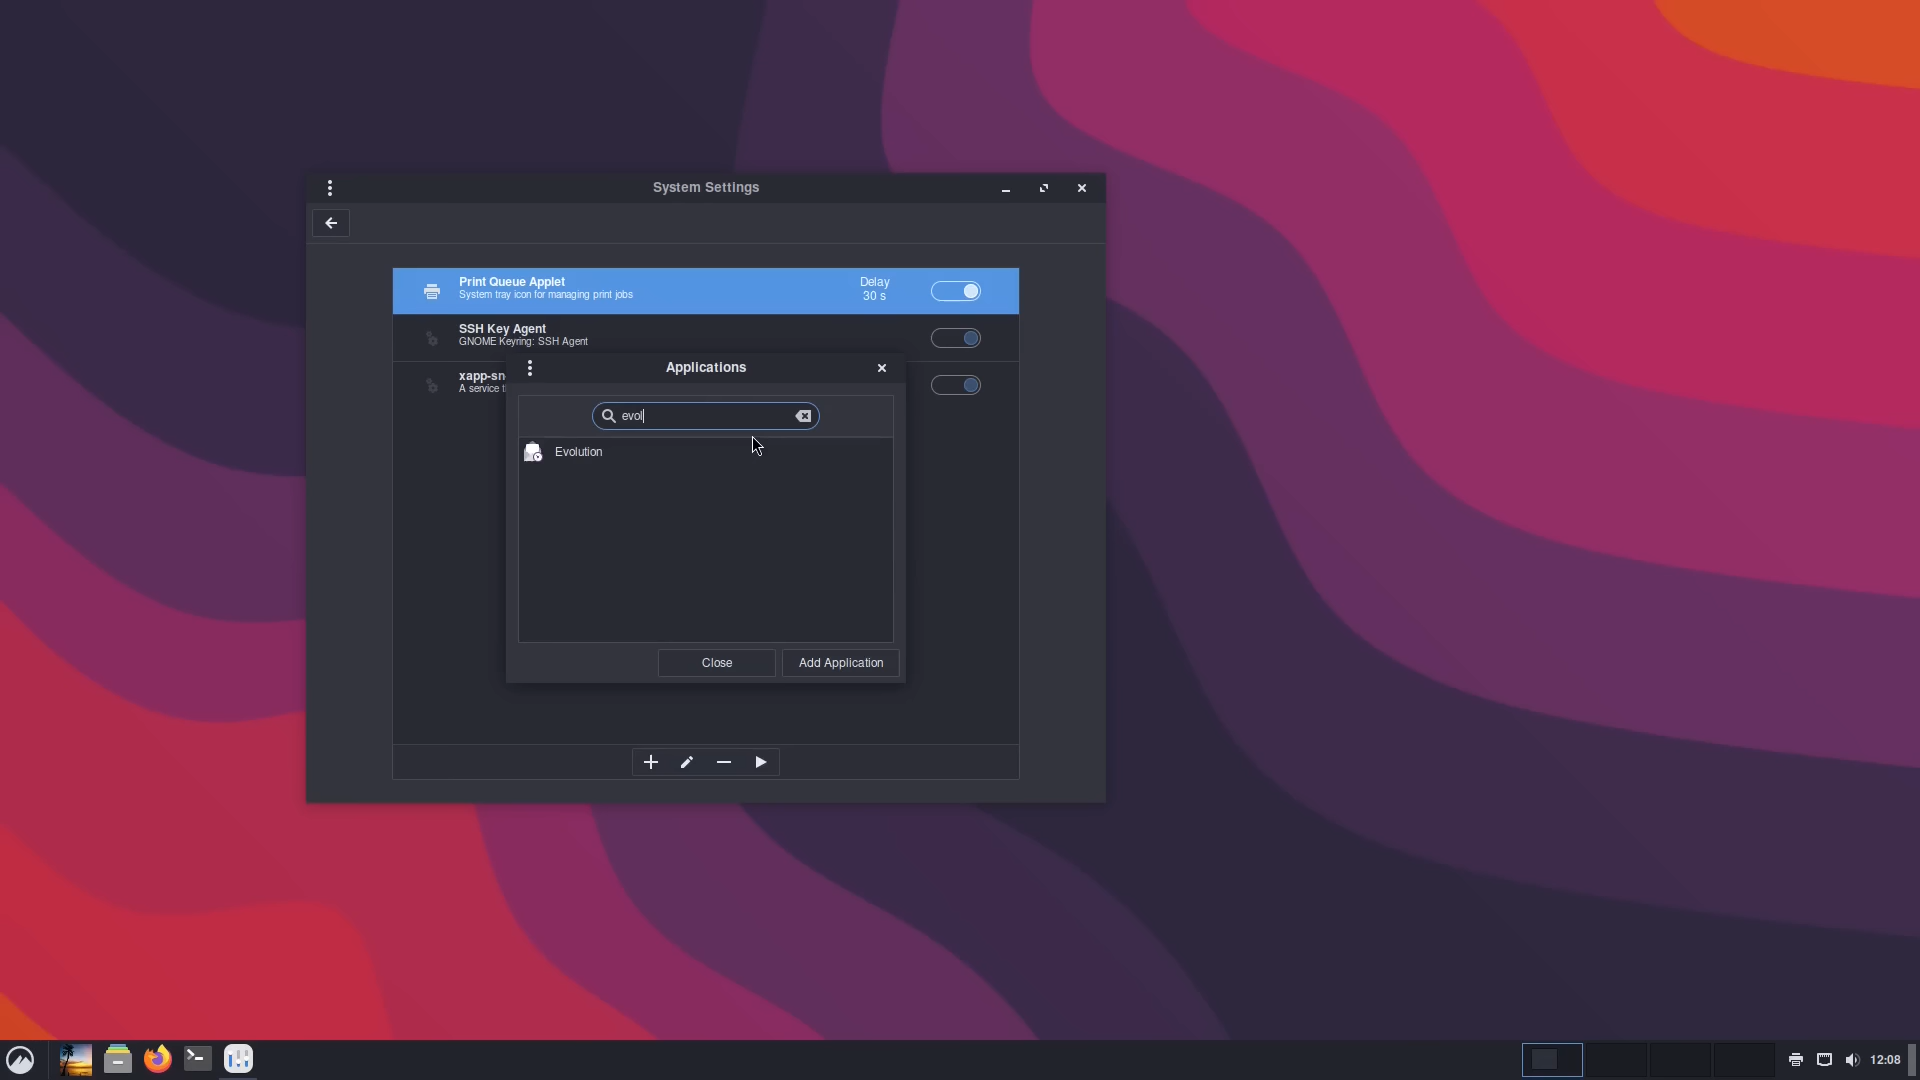 System Settings
Print Queue Applet
System tray icon for managing print jobs
Delay
30 s
SSH Key Agent
GNOME Keyring: SSH Agent
xapp-sn
A service
Applications
evol
Evolution
Close
Add Application
12:08